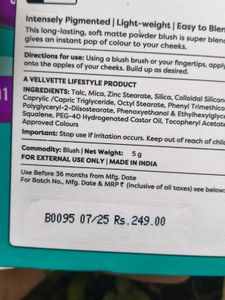 Intensely Pigmented | Light-weight | Easy to Blen
This long-lasting, soft matte powder blush is super blen
gives an instant pop of colour to your cheeks.
Directions for use: Using a blush brush or your fingertips, apply
onto the apples of your cheeks. Build up as desired.
A VELLVETTE LIFESTYLE PRODUCT
INGREDIENTS: Talc, Mica, Zinc Stearate, Silica, Colloidal Silicon
Caprylic / Capric Triglyceride, Octyl Stearate, Phenyl Trimethico
Polyglyceryl-2-Diisostearate, Phenoxyethanol & Ethylhexylglyc
Squalene, PEG-40 Hydrogenated Castor Oil, Tocopheryl Acetat
Approved Colours
Important: Stop use if irritation occurs. Keep out of reach of chil
Commodity: Blush | Net Weight: 5 g
FOR EXTERNAL USE ONLY | MADE IN INDIA
Use Before 36 months from Mfg. Date
For Batch No., Mfg. Date & MRP ₹ (inclusive of all taxes) see below.
B0095 07/25 Rs.249.00